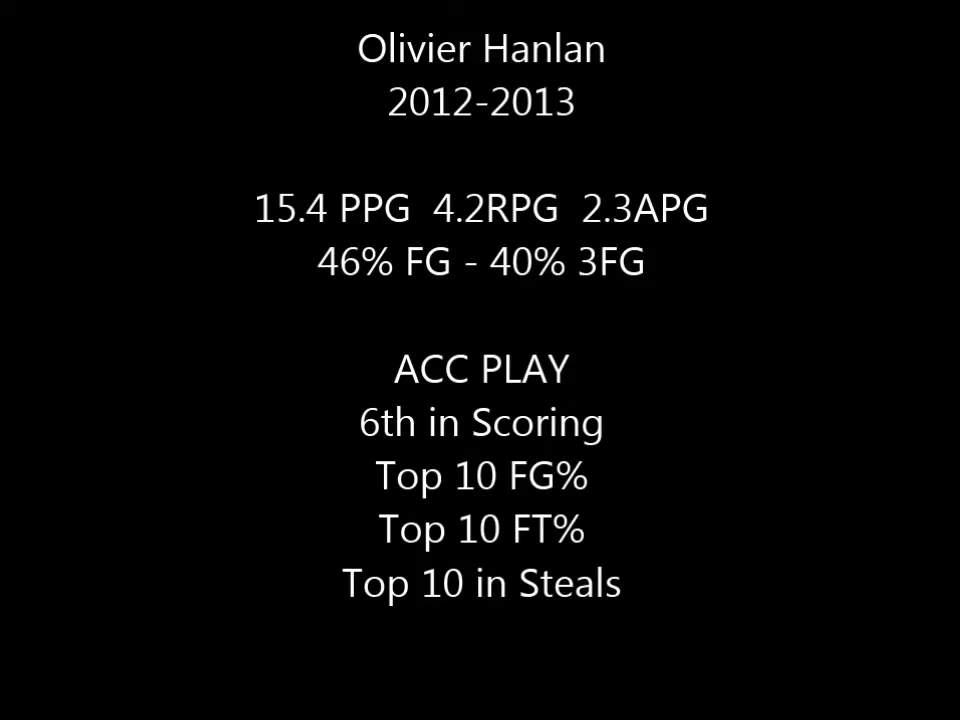 Olivier Hanlan
2012-2013
15.4 PPG 4.2RPG 2.3APG
46% FG - 40% 3FG
ACC PLAY
6th in Scoring
Top 10 FG%
Top 10 FT%
Top 10 in Steals